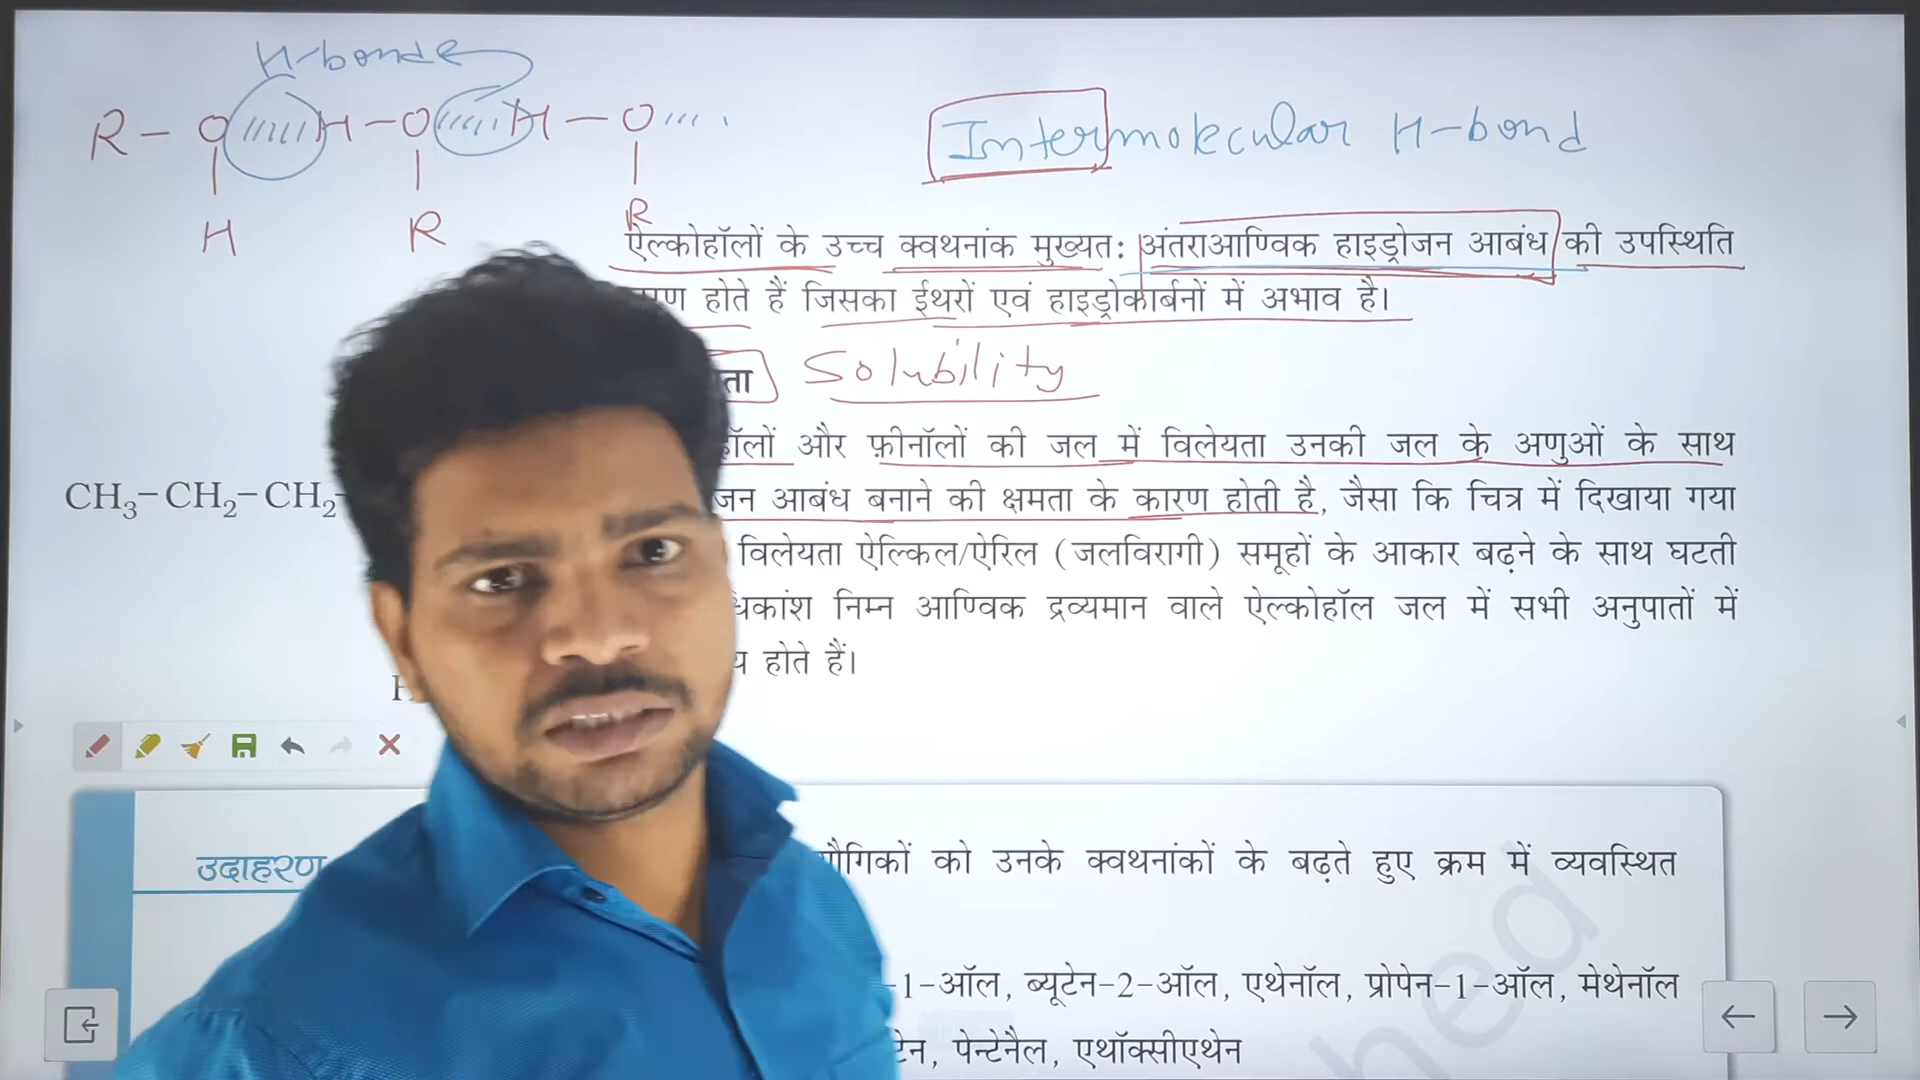 H-bonds
R - O ..... H - O ..... H - O ....
Intermolecular H-bond
H R R
ऐल्कोहॉलों के उच्च क्वथनांक मुख्यतः अंतराआण्विक हाइड्रोजन आबंध की उपस्थिति
होते हैं जिसका ईथरों एवं हाइड्रोकार्बनों में अभाव है।
Solubility
और फ़ीनॉलों की जल में विलेयता उनकी जल के अणुओं के साथ
CH₃-CH₂-CH₂-
आबंध बनाने की क्षमता के कारण होती है, जैसा कि चित्र में दिखाया गया
विलेयता ऐल्किल/ऐरिल (जलविरागी) समूहों के आकार बढ़ने के साथ घटती
निम्न आण्विक द्रव्यमान वाले ऐल्कोहॉल जल में सभी अनुपातों में
होते हैं।
H
उदाहरण
को उनके क्वथनांकों के बढ़ते हुए क्रम में व्यवस्थित
-1-ऑल, ब्यूटेन-2-ऑल, एथेनॉल, प्रोपेन-1-ऑल, मेथेनॉल
पेन्टेनैल, एथॉक्सीएथेन